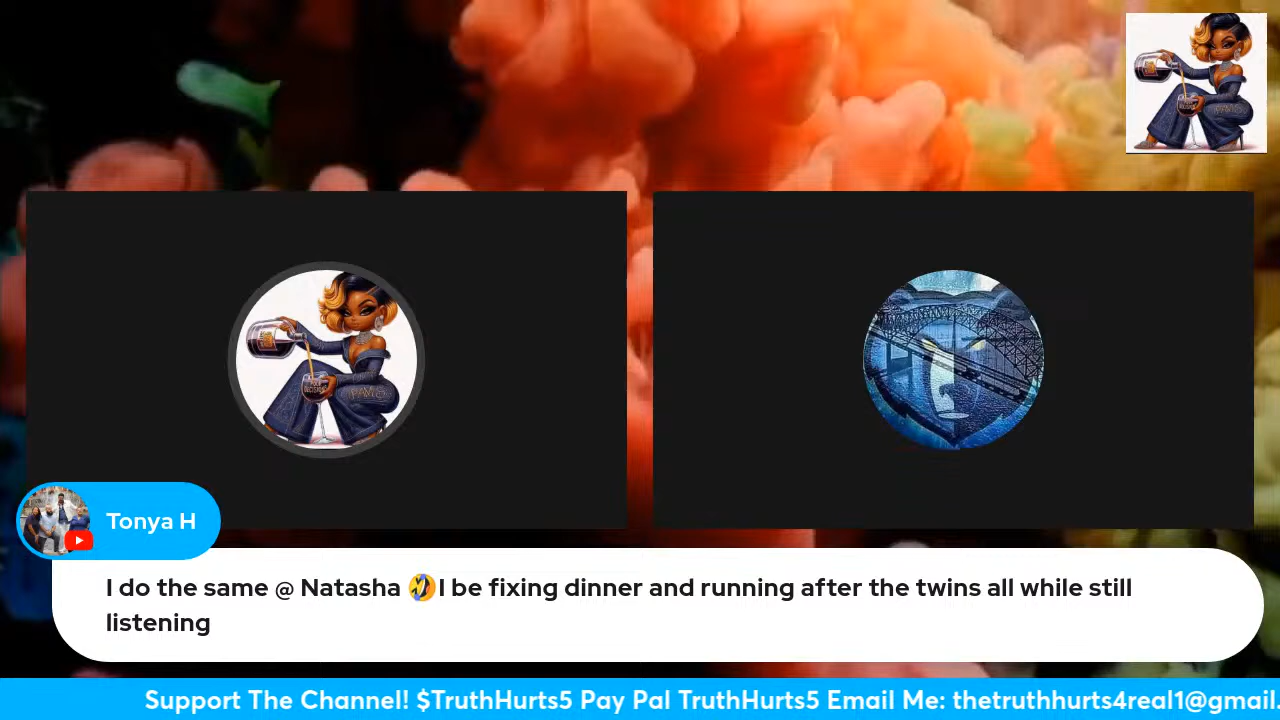 Tonya H
I do the same @ Natasha 🤣I be fixing dinner and running after the twins all while still
listening
Support The Channel! $TruthHurts5 Pay Pal TruthHurts5 Email Me: thetruthhurts4real1@gmail.